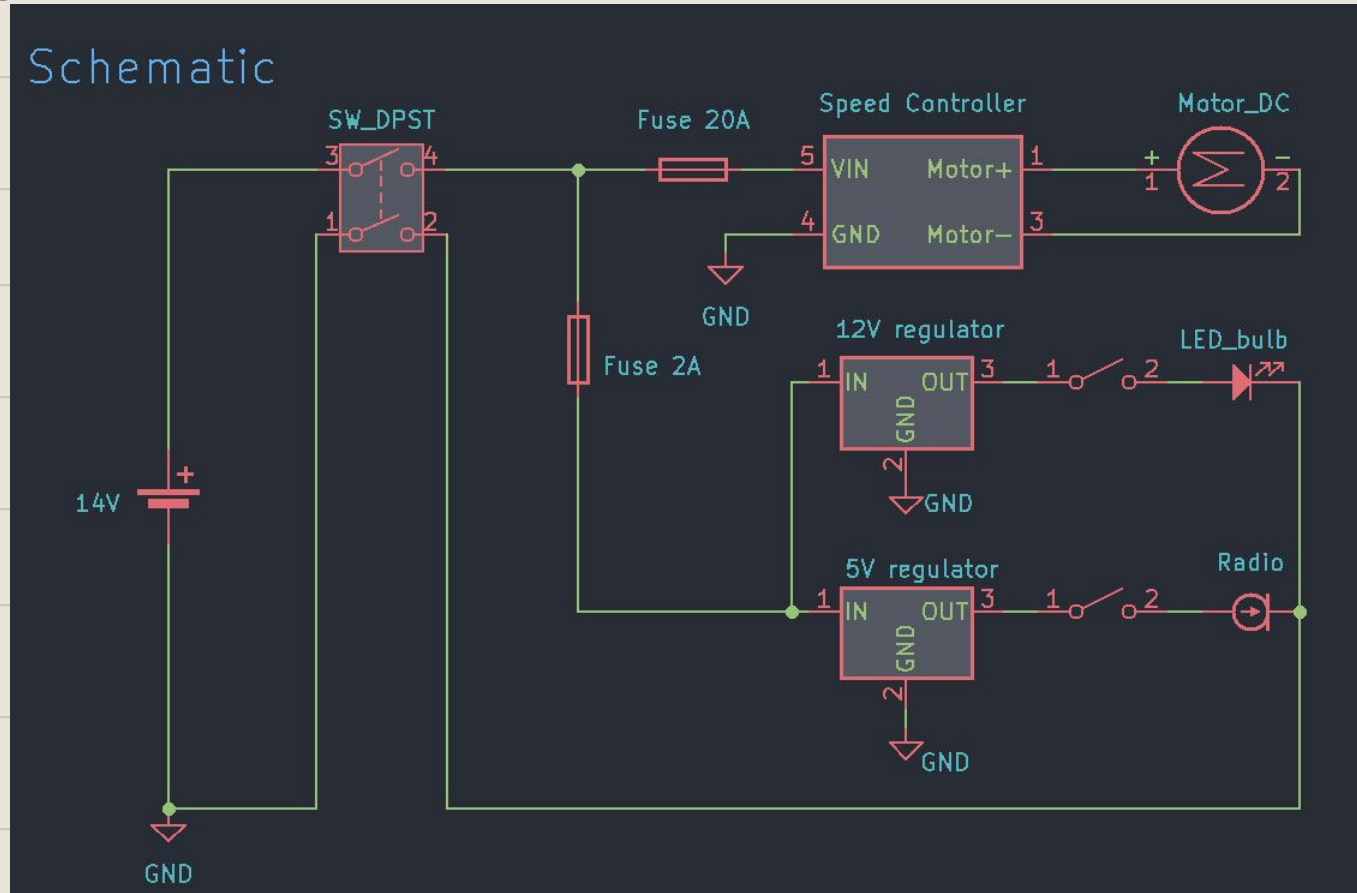 Schematic
SW_DPST
3
4
1
2
Fuse 20A
Speed Controller
5
VIN
Motor+
1
4
GND
Motor−
3
Motor_DC
+
−
1
2
GND
Fuse 2A
12V regulator
1
IN
OUT
3
GND
2
GND
1
2
LED_bulb
14V
+
5V regulator
1
IN
OUT
3
GND
2
GND
1
2
Radio
GND